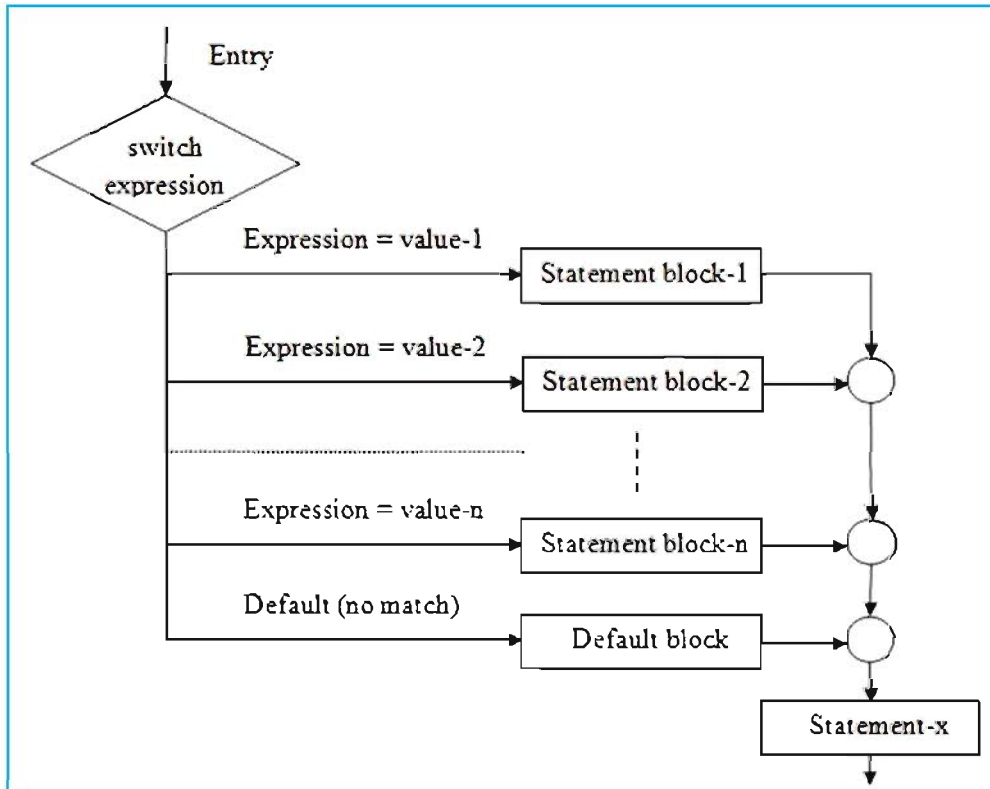 Entry
switch
expression
Expression = value-1
Statement block-1
Expression = value-2
Statement block-2
Expression = value-n
Statement block-n
Default (no match)
Default block
Statement-x